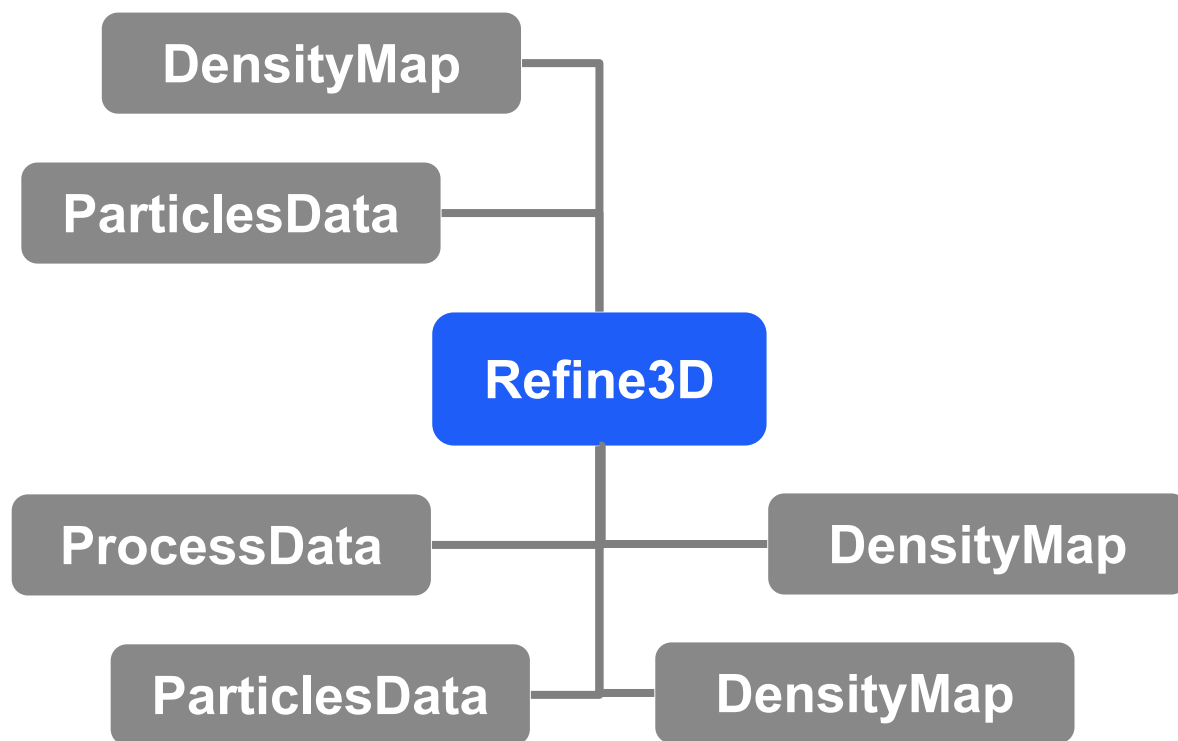 DensityMap
ParticlesData
Refine3D
ProcessData
DensityMap
ParticlesData
DensityMap